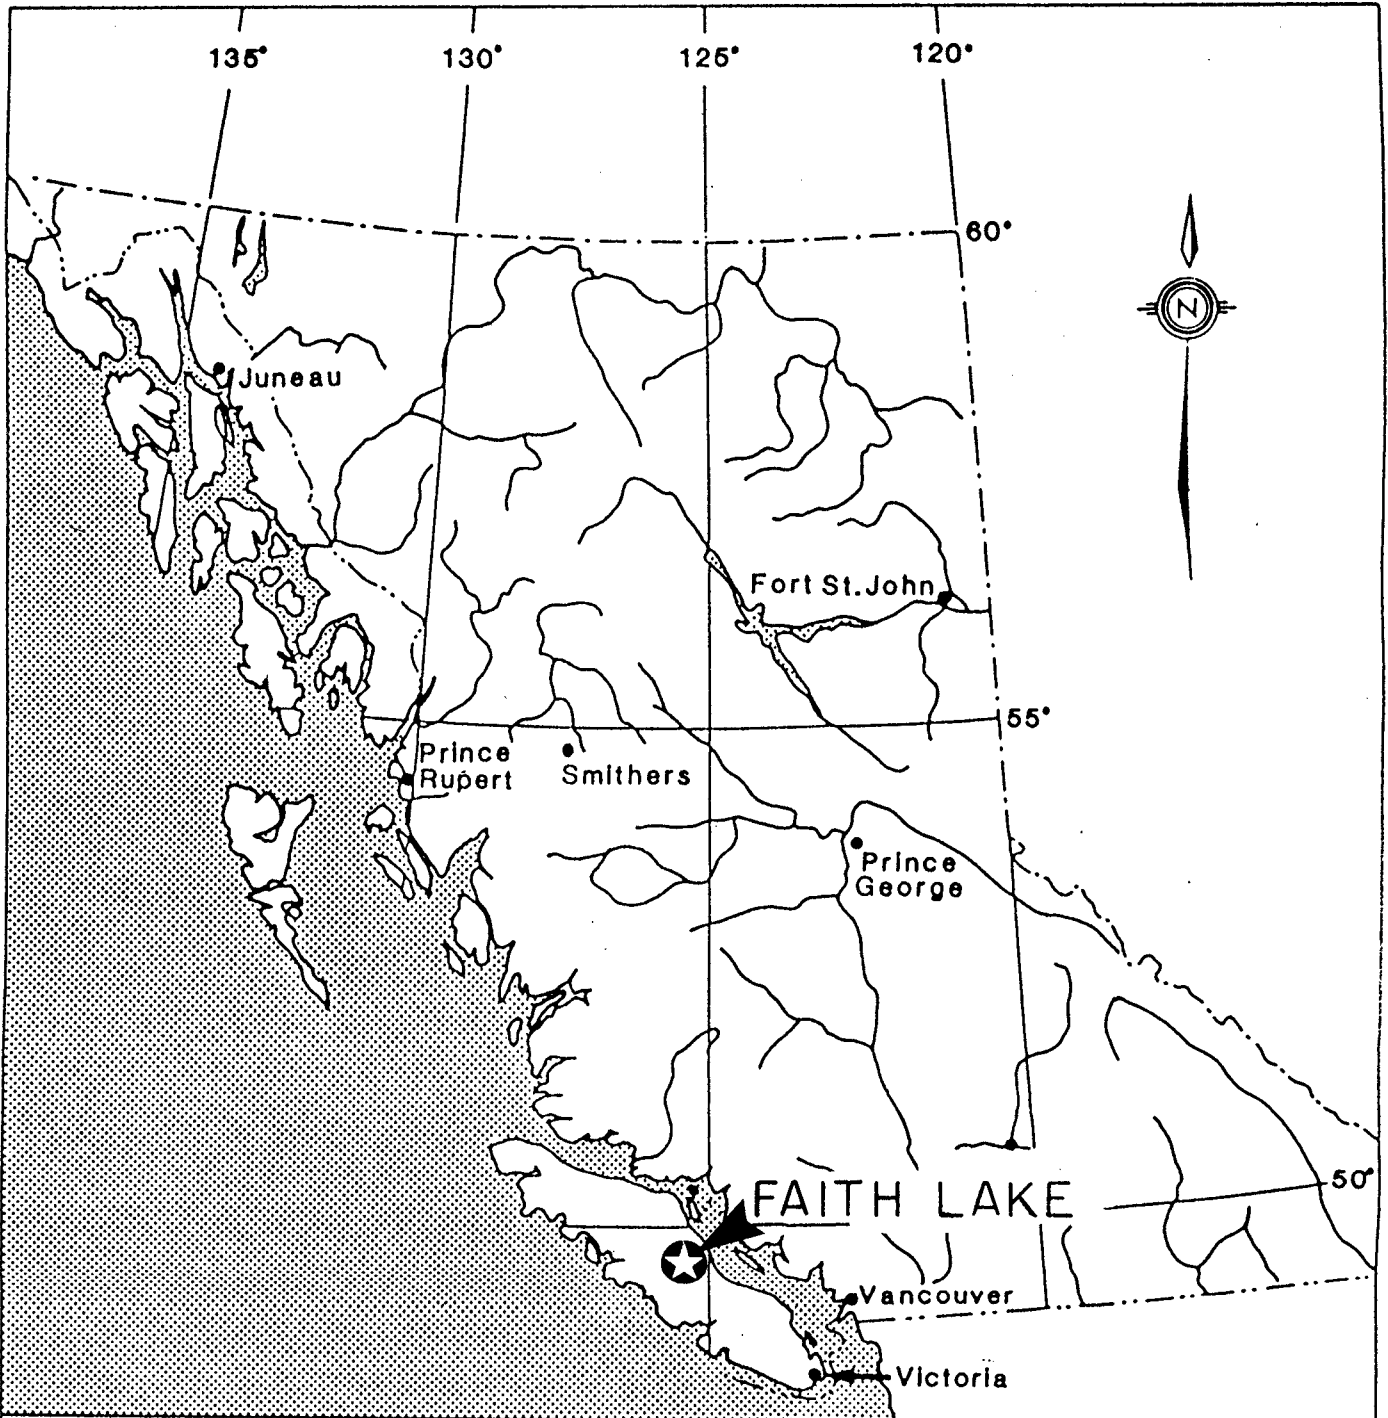 135° 130° 125° 120°
60°
N
Juneau
Fort St. John
55°
Prince
Rupert
Smithers
Prince
George
50°
FAITH LAKE
Vancouver
Victoria